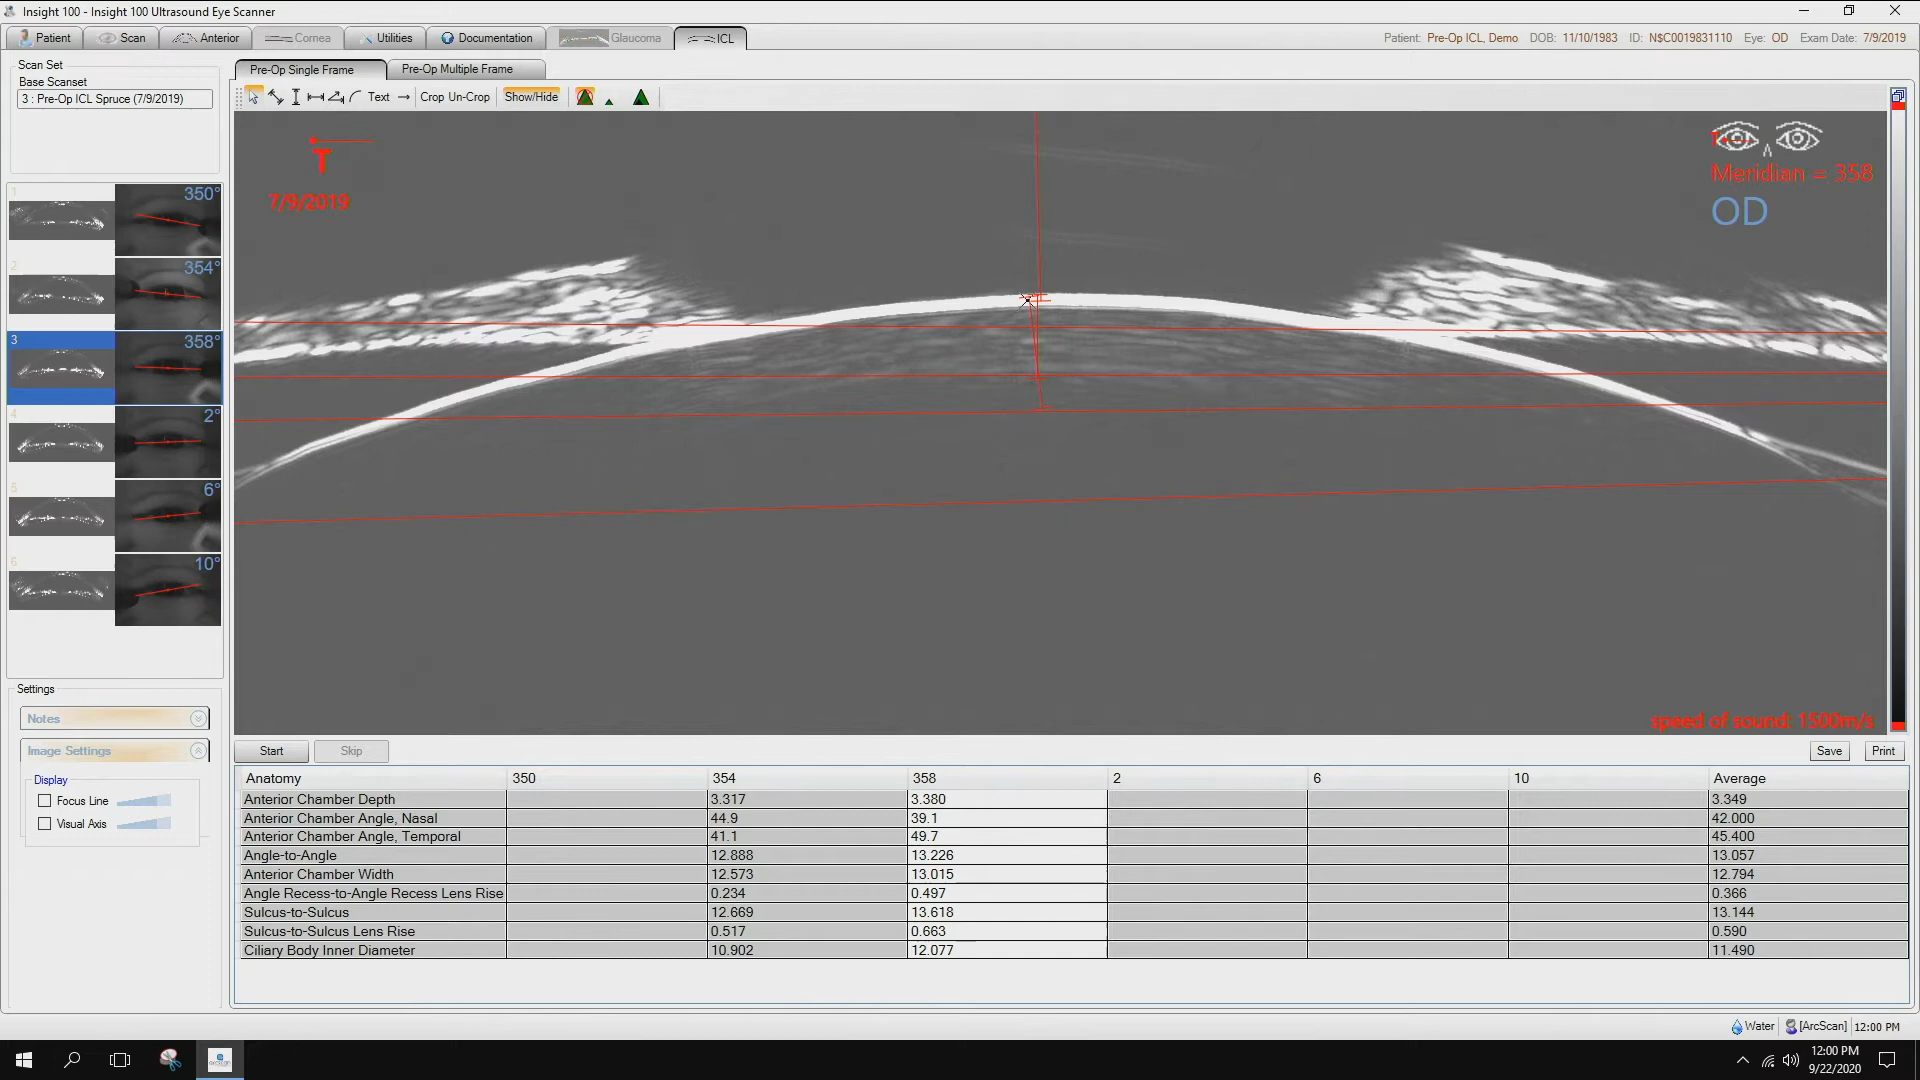 Insight 100 - Insight 100 Ultrasound Eye Scanner
Patient Scan Anterior Cornea Utilities Documentation Glaucoma ICL Patient: Pre-Op ICL, Demo DOB: 11/10/1983 ID: N$C0019831110 Eye: OD Exam Date: 7/9/2019
Scan Set
Base Scanset
3 : Pre-Op ICL Spruce (7/9/2019)
Pre-Op Single Frame Pre-Op Multiple Frame
Text Crop Un-Crop Show/Hide
T
7/9/2019
Meridian = 358
OD
1 350°
2 354°
3 358°
4 2°
5 6°
6 10°
speed of sound: 1500m/s
Settings
Notes
Image Settings
Display
Focus Line
Visual Axis
Start Skip Save Print
Anatomy 350 354 358 2 6 10 Average
Anterior Chamber Depth 3.317 3.380 3.349
Anterior Chamber Angle, Nasal 44.9 39.1 42.000
Anterior Chamber Angle, Temporal 41.1 49.7 45.400
Angle-to-Angle 12.888 13.226 13.057
Anterior Chamber Width 12.573 13.015 12.794
Angle Recess-to-Angle Recess Lens Rise 0.234 0.497 0.366
Sulcus-to-Sulcus 12.669 13.618 13.144
Sulcus-to-Sulcus Lens Rise 0.517 0.663 0.590
Ciliary Body Inner Diameter 10.902 12.077 11.490
Water [ArcScan] 12:00 PM
12:00 PM
9/22/2020